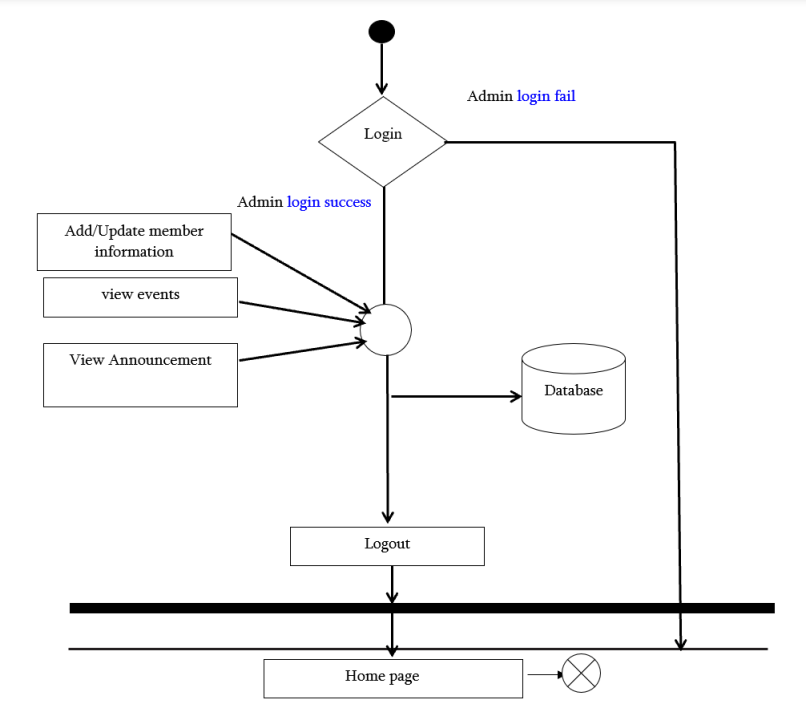 Admin login fail
Login
Admin login success
Add/Update member
information
view events
View Announcement
Database
Logout
Home page